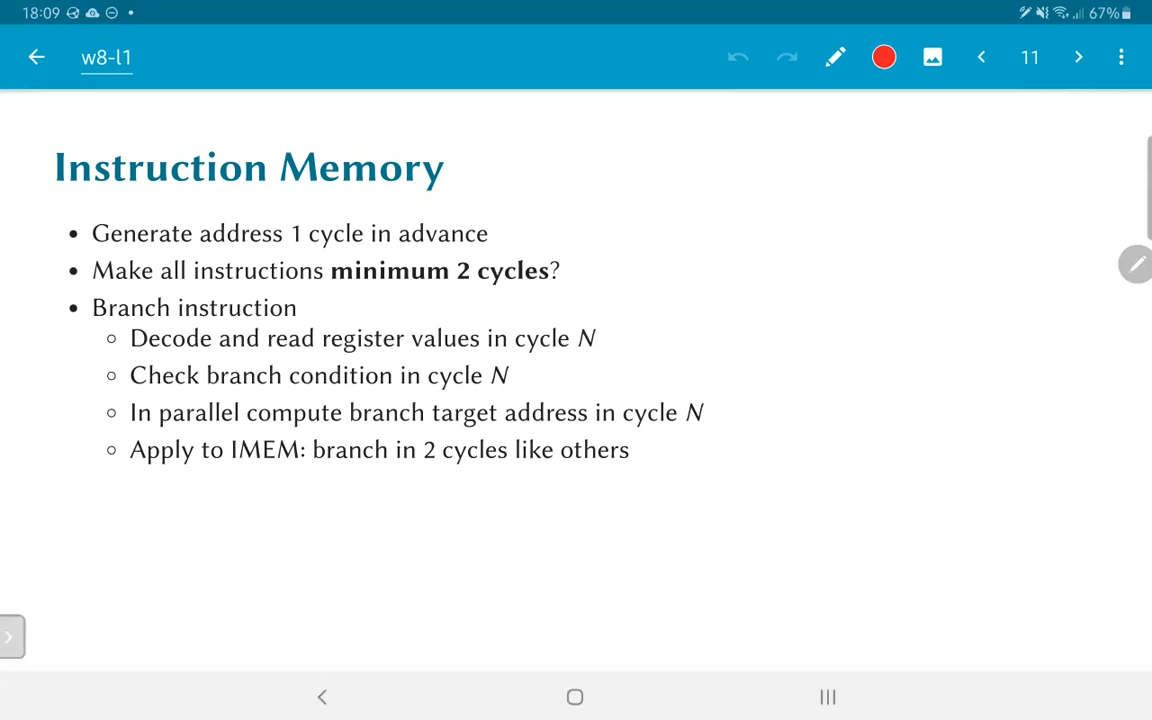 18:09
67%
w8-l1
11
Instruction Memory
• Generate address 1 cycle in advance
• Make all instructions minimum 2 cycles?
• Branch instruction
◦ Decode and read register values in cycle N
◦ Check branch condition in cycle N
◦ In parallel compute branch target address in cycle N
◦ Apply to IMEM: branch in 2 cycles like others